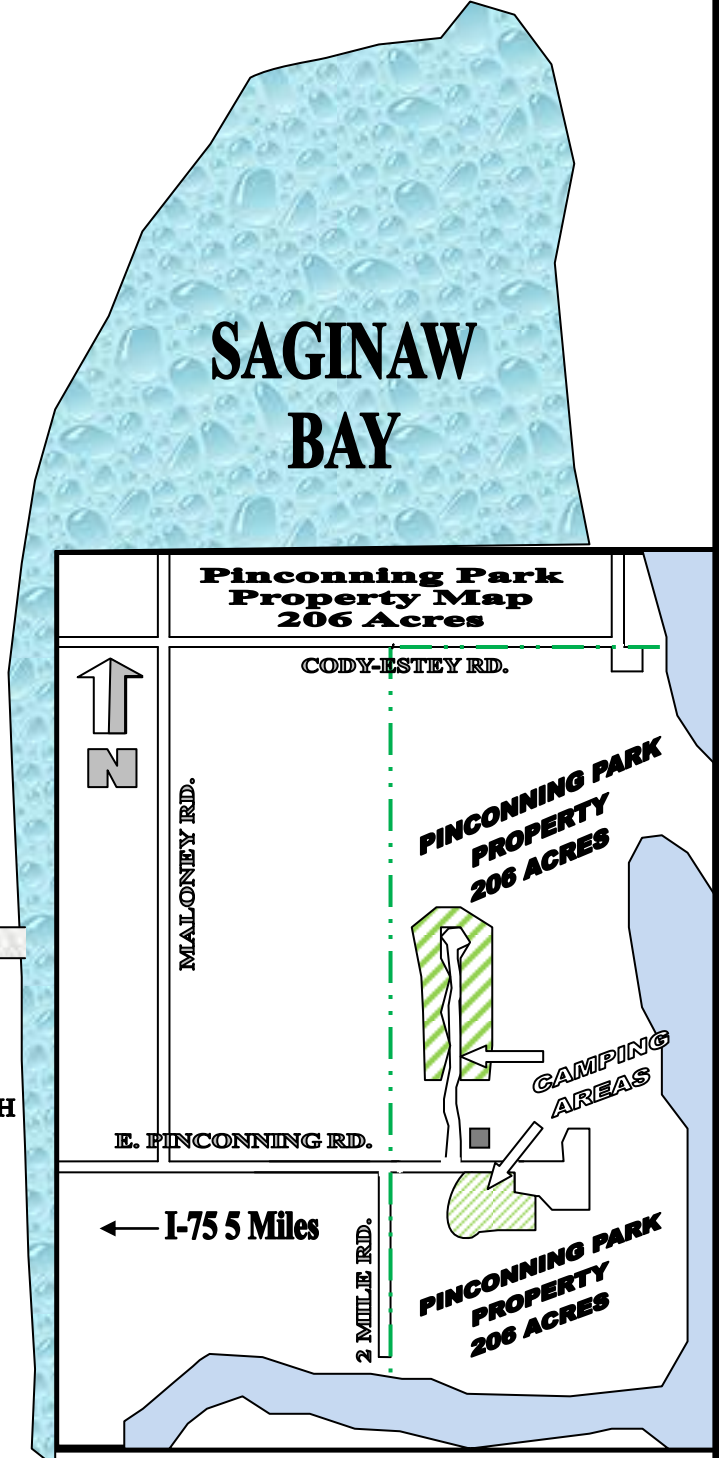 SAGINAW
BAY
Pinconning Park
Property Map
206 Acres
CODY-ESTEY RD.
N
MALONEY RD.
PINCONNING PARK
PROPERTY
206 ACRES
CAMPING
AREAS
H
E. PINCONNING RD.
I-75 5 Miles
2 MILE RD.
PINCONNING PARK
PROPERTY
206 ACRES